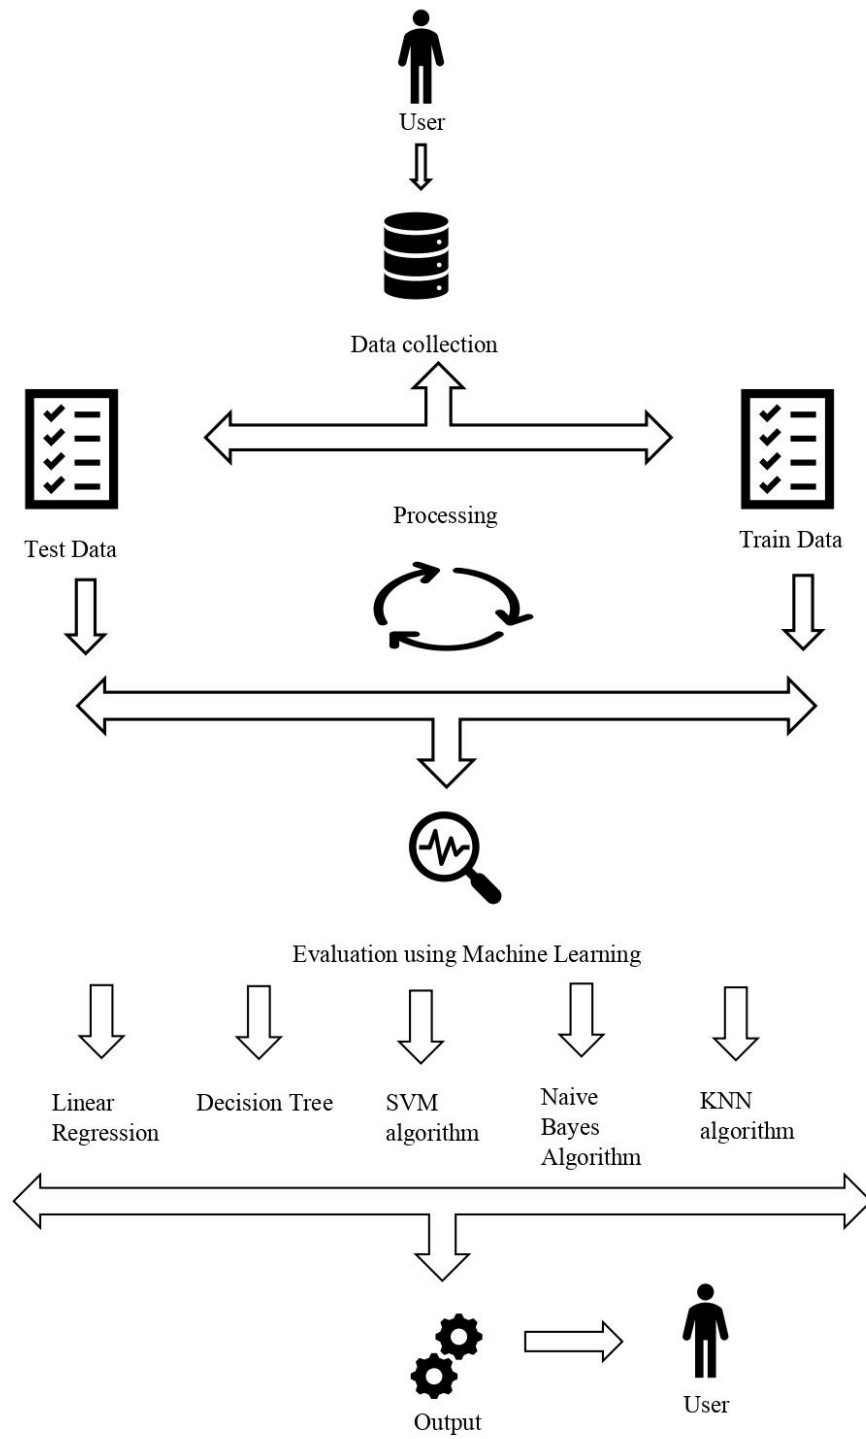 User
Data collection
Processing
Test Data
Train Data
Evaluation using Machine Learning
Linear
Regression
Decision Tree
SVM
algorithm
Naive
Bayes
Algorithm
KNN
algorithm
Output
User